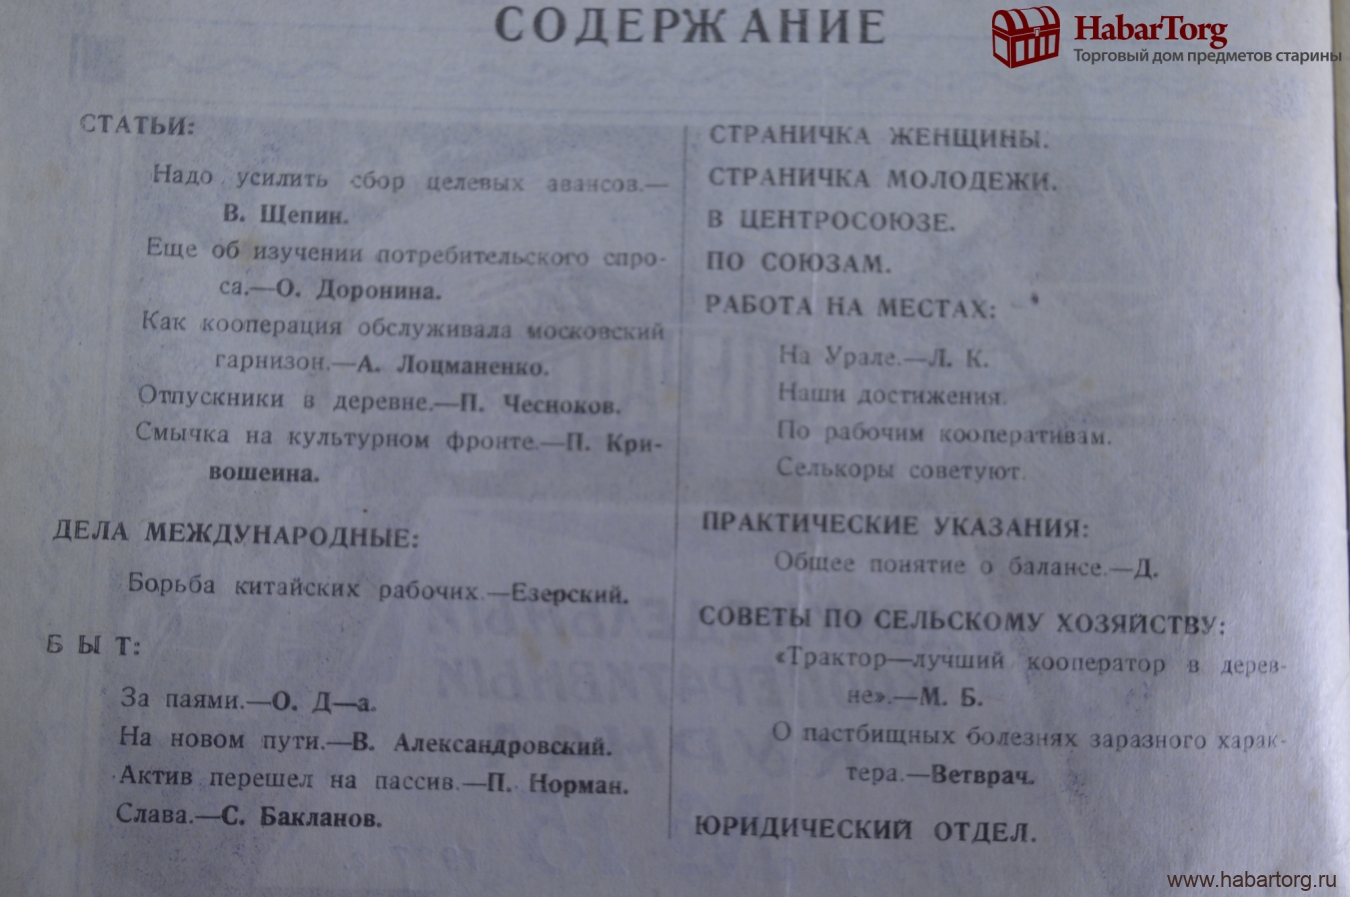 СОДЕРЖАНИЕ
HabarTorg
Торговый дом предметов старины
СТАТЬИ:
Надо усилить сбор целевых авансов.—
В. Щепин.
Еще об изучении потребительского спро-
са.—О. Доронина.
Как кооперация обслуживала московский
гарнизон.—А. Лоцманенко.
Отпускники в деревне.—П. Чесноков.
Смычка на культурном фронте.—П. Кри-
вошеина.
ДЕЛА МЕЖДУНАРОДНЫЕ:
Борьба китайских рабочих.—Езерский.
БЫТ:
За паями.—О. Д—а.
На новом пути.—В. Александровский.
Актив перешел на пассив.—П. Норман.
Слава.—С. Бакланов.
СТРАНИЧКА ЖЕНЩИНЫ.
СТРАНИЧКА МОЛОДЕЖИ.
В ЦЕНТРОСОЮЗЕ.
ПО СОЮЗАМ.
РАБОТА НА МЕСТАХ:
На Урале.—Л. К.
Наши достижения.
По рабочим кооперативам.
Селькоры советуют.
ПРАКТИЧЕСКИЕ УКАЗАНИЯ:
Общее понятие о балансе.—Д.
СОВЕТЫ ПО СЕЛЬСКОМУ ХОЗЯЙСТВУ:
«Трактор—лучший кооператор в дерев-
не».—М. Б.
О пастбищных болезнях заразного харак-
тера.—Ветврач.
ЮРИДИЧЕСКИЙ ОТДЕЛ.
www.habartorg.ru